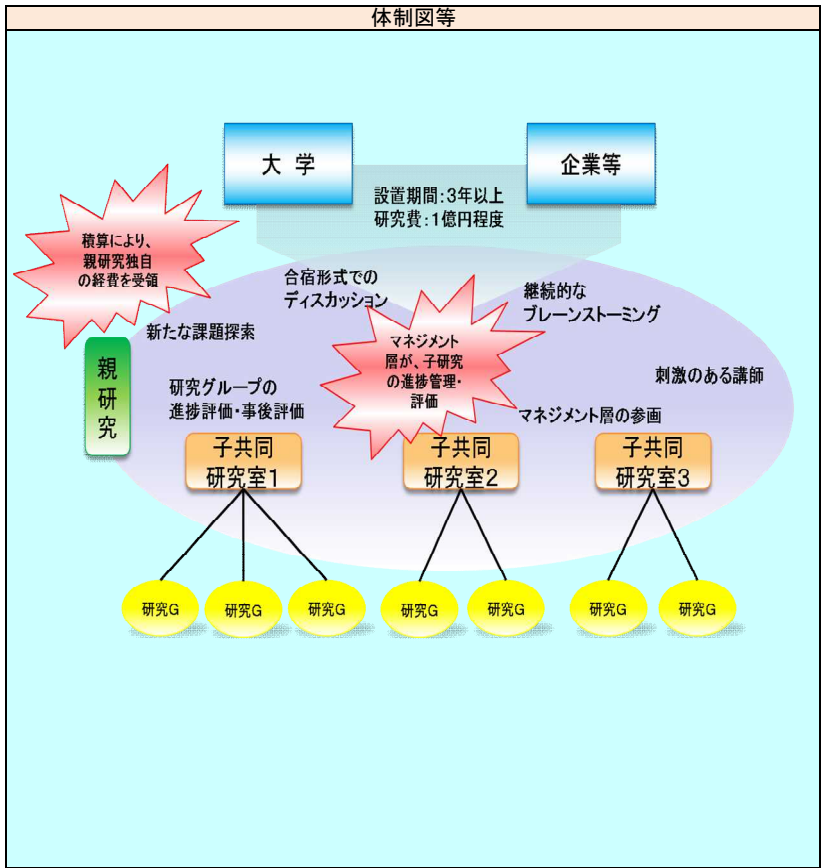 体制図等
大 学
企業等
設置期間:3年以上
研究費:1億円程度
積算により、
親研究独自
の経費を受領
合宿形式での
ディスカッション
継続的な
ブレーンストーミング
新たな課題探索
マネジメント
層が、子研究
の進捗管理・
評価
親研究
研究グループの
進捗評価・事後評価
刺激のある講師
マネジメント層の参画
子共同
研究室1
子共同
研究室2
子共同
研究室3
研究G
研究G
研究G
研究G
研究G
研究G
研究G